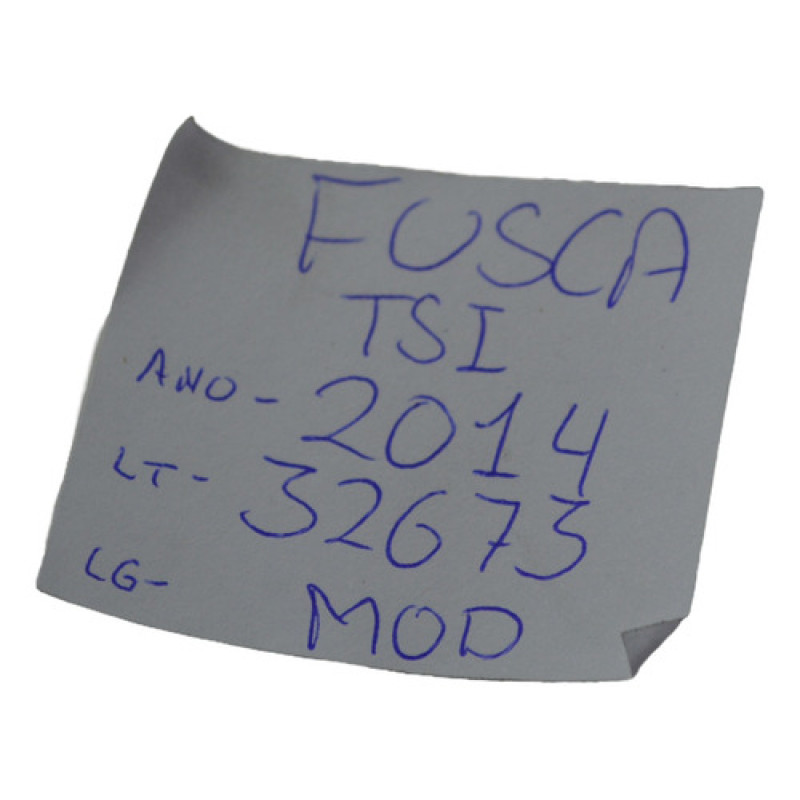 FUSCA
TSI
ANO - 2014
LT - 32673
LG - MOD